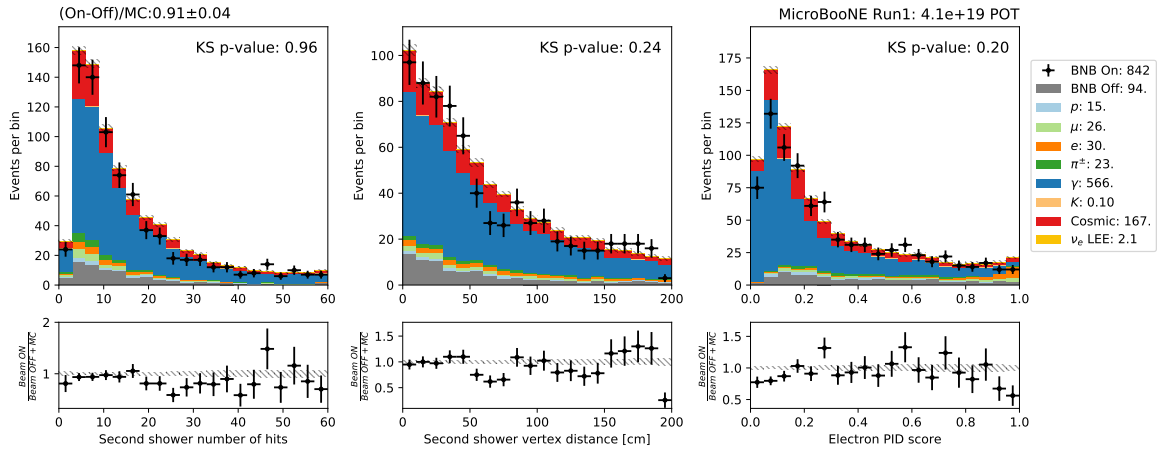 (On-Off)/MC:0.91±0.04
MicroBooNE Run1: 4.1e+19 POT
KS p-value: 0.96
Events per bin
160
140
120
100
80
60
40
20
0
0 10 20 30 40 50 60
KS p-value: 0.24
Events per bin
100
80
60
40
20
0
0 50 100 150 200
KS p-value: 0.20
Events per bin
175
150
125
100
75
50
25
0
0.0 0.2 0.4 0.6 0.8 1.0
BNB On: 842
BNB Off: 94.
p: 15.
μ: 26.
e: 30.
π±: 23.
γ: 566.
K: 0.10
Cosmic: 167.
νe LEE: 2.1
Beam ON
Beam OFF + MC
2
1
0 10 20 30 40 50 60
Second shower number of hits
Beam ON
Beam OFF + MC
1.5
1.0
0.5
0 50 100 150 200
Second shower vertex distance [cm]
Beam ON
Beam OFF + MC
1.5
1.0
0.5
0.0 0.2 0.4 0.6 0.8 1.0
Electron PID score